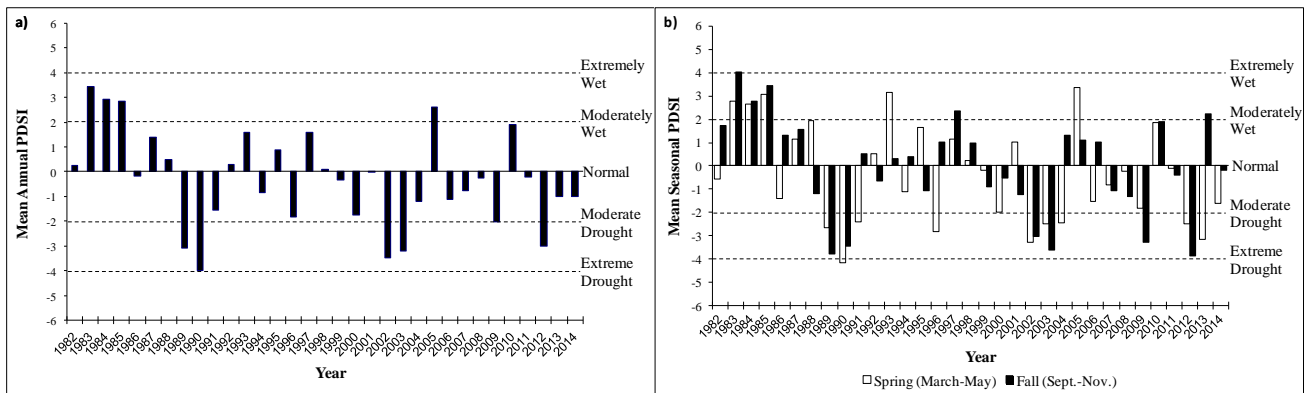 a)
Mean Annual PDSI
6
5
4
3
2
1
0
-1
-2
-3
-4
-5
-6
Extremely
Wet
Moderately
Wet
Normal
Moderate
Drought
Extreme
Drought
1982 1983 1984 1985 1986 1987 1988 1989 1990 1991 1992 1993 1994 1995 1996 1997 1998 1999 2000 2001 2002 2003 2004 2005 2006 2007 2008 2009 2010 2011 2012 2013 2014
Year
b)
Mean Seasonal PDSI
6
5
4
3
2
1
0
-1
-2
-3
-4
-5
-6
Extremely
Wet
Moderately
Wet
Normal
Moderate
Drought
Extreme
Drought
1982 1983 1984 1985 1986 1987 1988 1989 1990 1991 1992 1993 1994 1995 1996 1997 1998 1999 2000 2001 2002 2003 2004 2005 2006 2007 2008 2009 2010 2011 2012 2013 2014
Year
Spring (March-May) Fall (Sept.-Nov.)